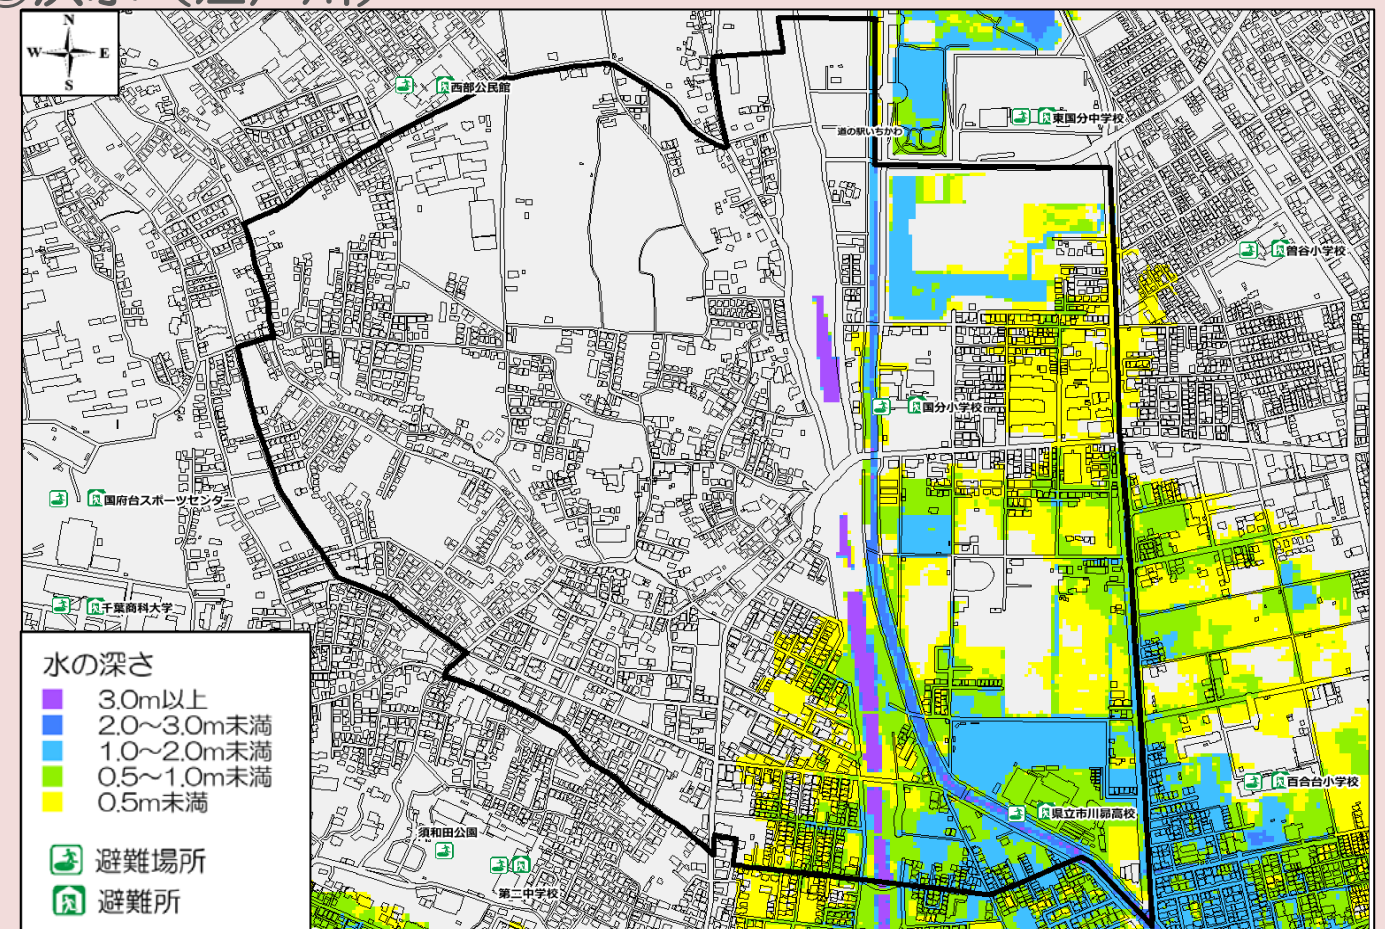 N
W E
S
西部公民館
道の駅いちかわ
東国分中学校
曽谷小学校
国分小学校
国府台スポーツセンター
千葉商科大学
水の深さ
3.0m以上
2.0～3.0m未満
1.0～2.0m未満
0.5～1.0m未満
0.5m未満
避難場所
避難所
須和田公園
第二中学校
県立市川昴高校
百合台小学校